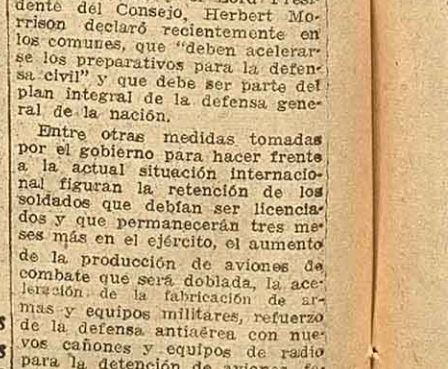 dente del Consejo, Herbert Mo-
rrison declaró recientemente en
los comunes, que "deben acelerar-
se los preparativos para la defen-
sa civil" y que debe ser parte del
plan integral de la defensa gene-
ral de la nación.
Entre otras medidas tomadas
por el gobierno para hacer frente
a la actual situación internacio-
nal figuran la retención de los
soldados que debían ser licencia-
dos y que permanecerán tres me-
ses más en el ejército, el aumento
de la producción de aviones de
combate que será doblada, la ace-
leración de la fabricación de ar-
mas y equipos militares, refuerzo
de la defensa antiaérea con nue-
vos cañones y equipos de radio
para la detención de aviones